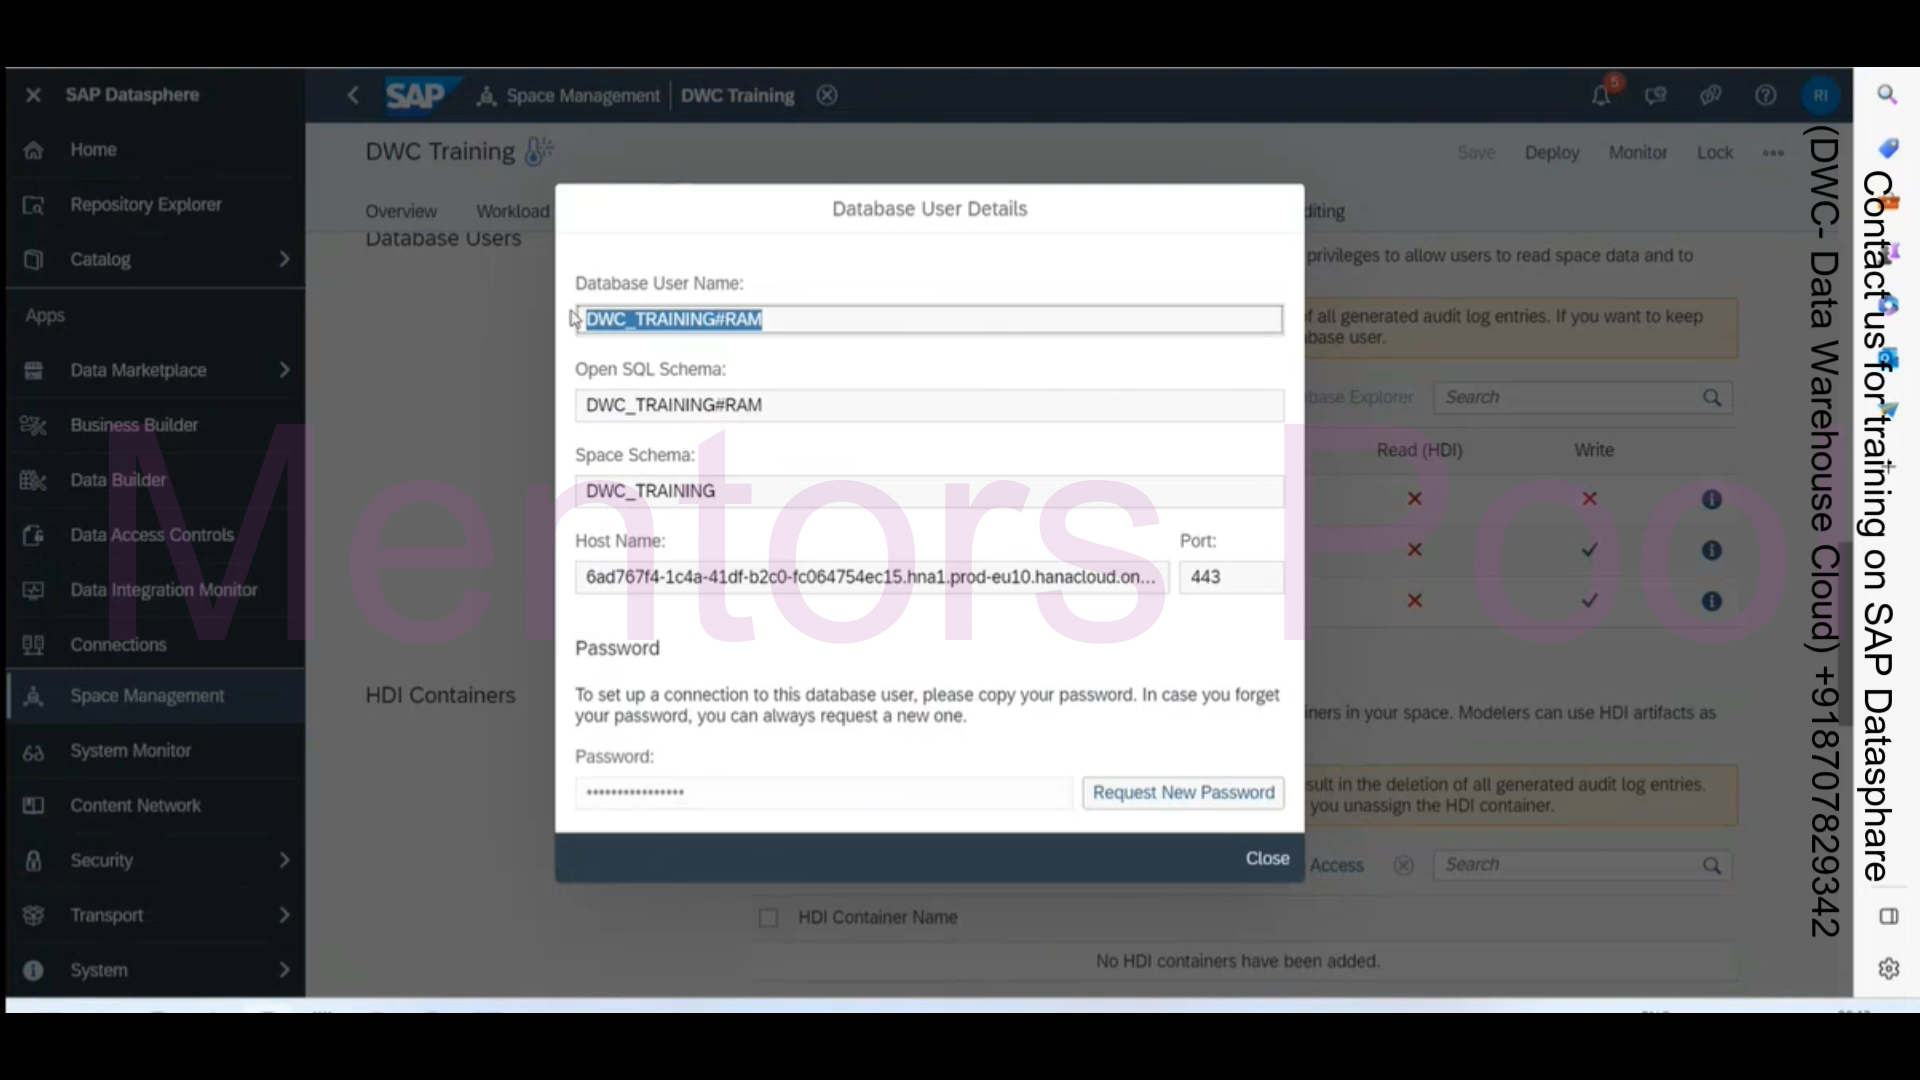 SAP Datasphere
Home
Repository Explorer
Catalog
Apps
Data Marketplace
Business Builder
Data Builder
Data Access Controls
Data Integration Monitor
Connections
Space Management
System Monitor
Content Network
Security
Transport
System
SAP
Space Management
DWC Training
5
RI
DWC Training
Save
Deploy
Monitor
Lock
Overview
Workload
diting
Database Users
privileges to allow users to read space data and to
f all generated audit log entries. If you want to keep
base user.
base Explorer
Search
Read (HDI)
Write
HDI Containers
iners in your space. Modelers can use HDI artifacts as
sult in the deletion of all generated audit log entries.
you unassign the HDI container.
Access
Search
HDI Container Name
No HDI containers have been added.
Database User Details
Database User Name:
DWC_TRAINING#RAM
Open SQL Schema:
DWC_TRAINING#RAM
Space Schema:
DWC_TRAINING
Host Name:
Port:
6ad767f4-1c4a-41df-b2c0-fc064754ec15.hna1.prod-eu10.hanacloud.on...
443
Password
To set up a connection to this database user, please copy your password. In case you forget
your password, you can always request a new one.
Password:
****************
Request New Password
Close
Mentors Pool
Contact us for training on SAP Datasphare
(DWC- Data Warehouse Cloud) +918707829342